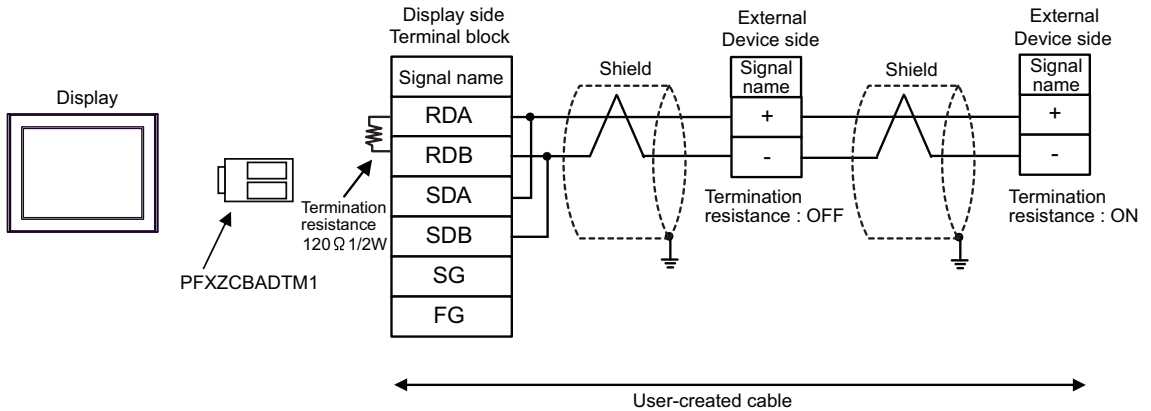 Display
PFXZCBADTM1
Termination
resistance
120Ω 1/2W
Display side
Terminal block
Signal name
RDA
RDB
SDA
SDB
SG
FG
Shield
External
Device side
Signal
name
+
-
Termination
resistance : OFF
Shield
External
Device side
Signal
name
+
-
Termination
resistance : ON
User-created cable